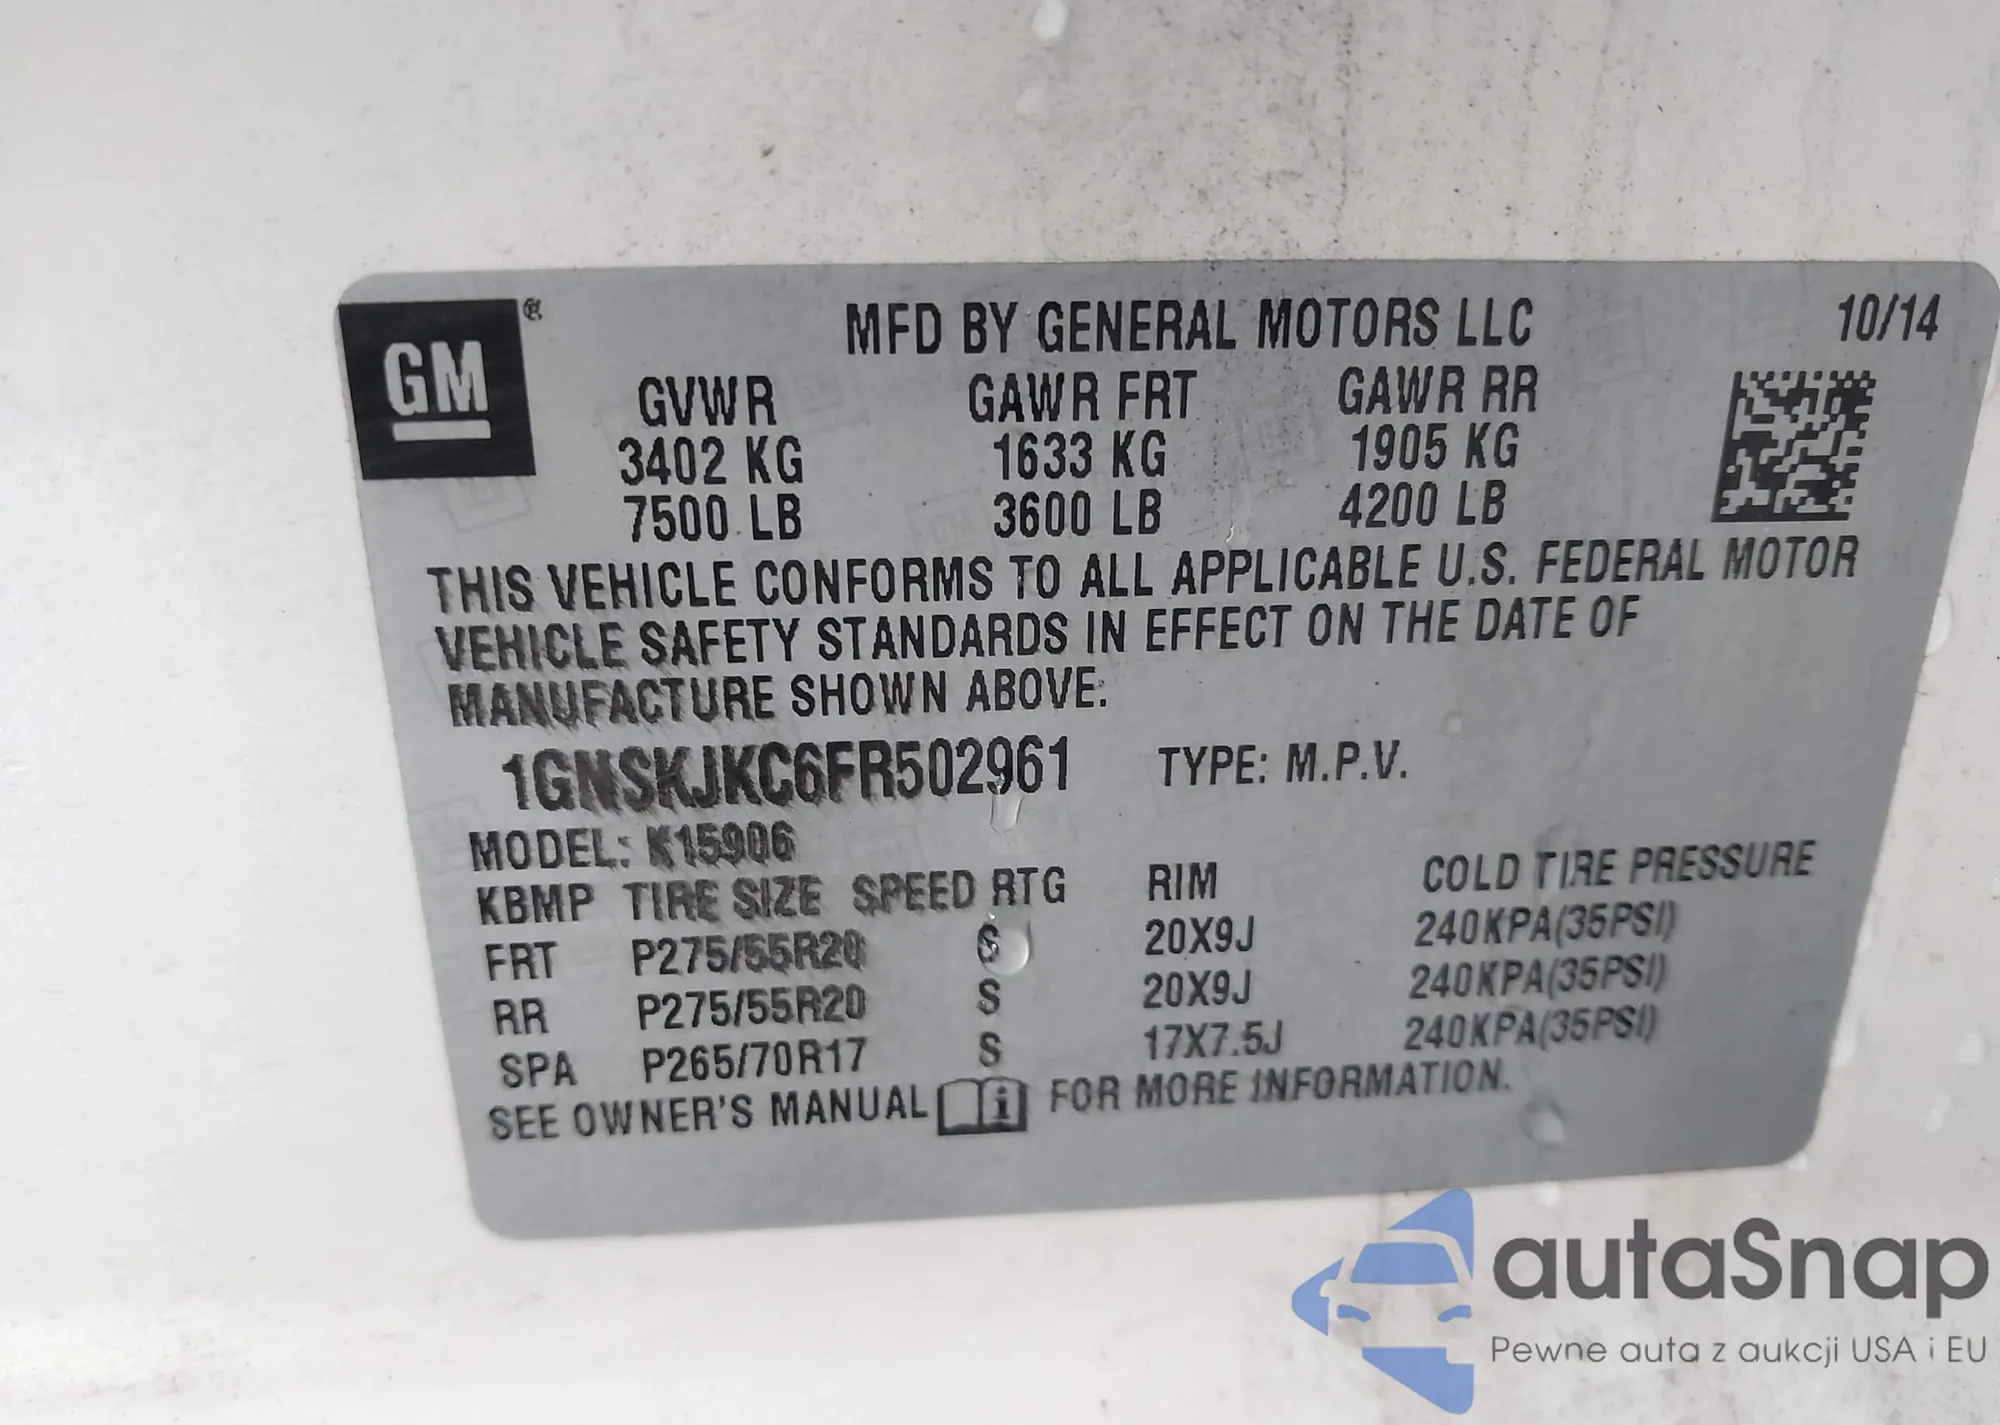 GM®
MFD BY GENERAL MOTORS LLC 10/14
GVWR GAWR FRT GAWR RR
3402 KG 1633 KG 1905 KG
7500 LB 3600 LB 4200 LB
THIS VEHICLE CONFORMS TO ALL APPLICABLE U.S. FEDERAL MOTOR
VEHICLE SAFETY STANDARDS IN EFFECT ON THE DATE OF
MANUFACTURE SHOWN ABOVE.
1GNSKJKC6FR502961 TYPE: M.P.V.
MODEL: K15906
KBMP TIRE SIZE SPEED RTG RIM COLD TIRE PRESSURE
FRT P275/55R20 S 20X9J 240KPA(35PSI)
RR P275/55R20 S 20X9J 240KPA(35PSI)
SPA P265/70R17 S 17X7.5J 240KPA(35PSI)
SEE OWNER'S MANUAL i FOR MORE INFORMATION.
autaSnap
Pewne auta z aukcji USA i EU